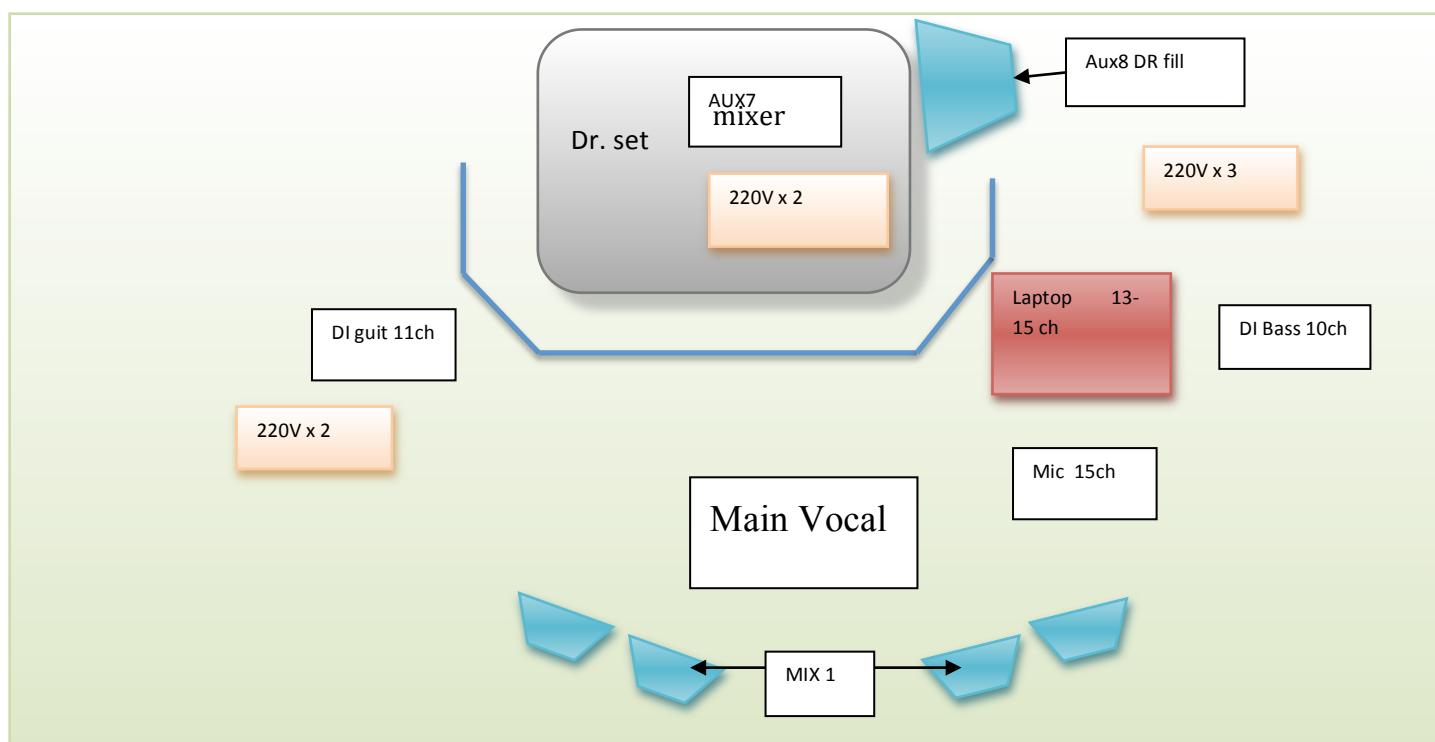 Aux8 DR fill
AUX7
mixer
Dr. set
220V x 3
220V x 2
Laptop 13-
15 ch
DI guit 11ch
DI Bass 10ch
220V x 2
Mic 15ch
Main Vocal
MIX 1